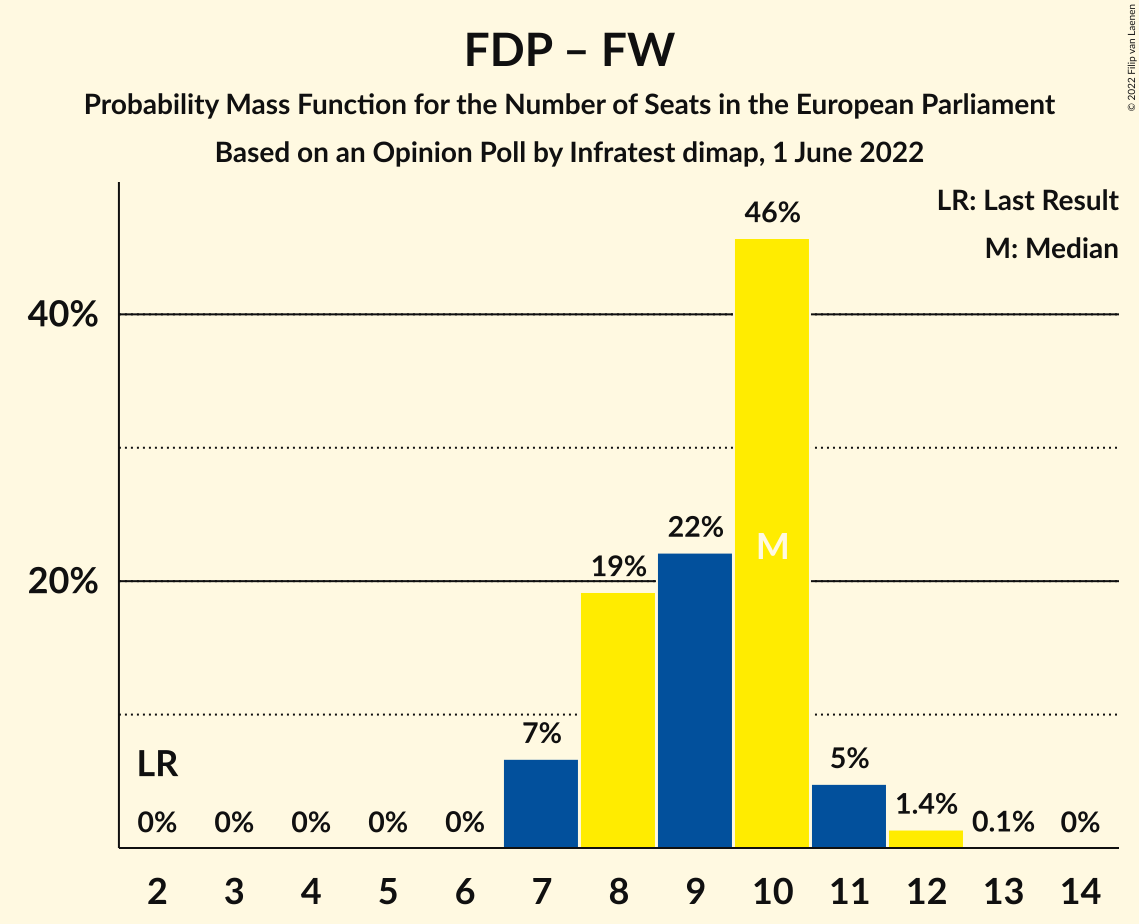 FDP – FW
Probability Mass Function for the Number of Seats in the European Parliament
Based on an Opinion Poll by Infratest dimap, 1 June 2022
© 2022 Filip van Laenen
LR: Last Result
M: Median
46%
40%
22%
M
19%
20%
7%
5%
LR
1.4%
0% 0% 0% 0% 0% 0.1% 0%
2 3 4 5 6 7 8 9 10 11 12 13 14